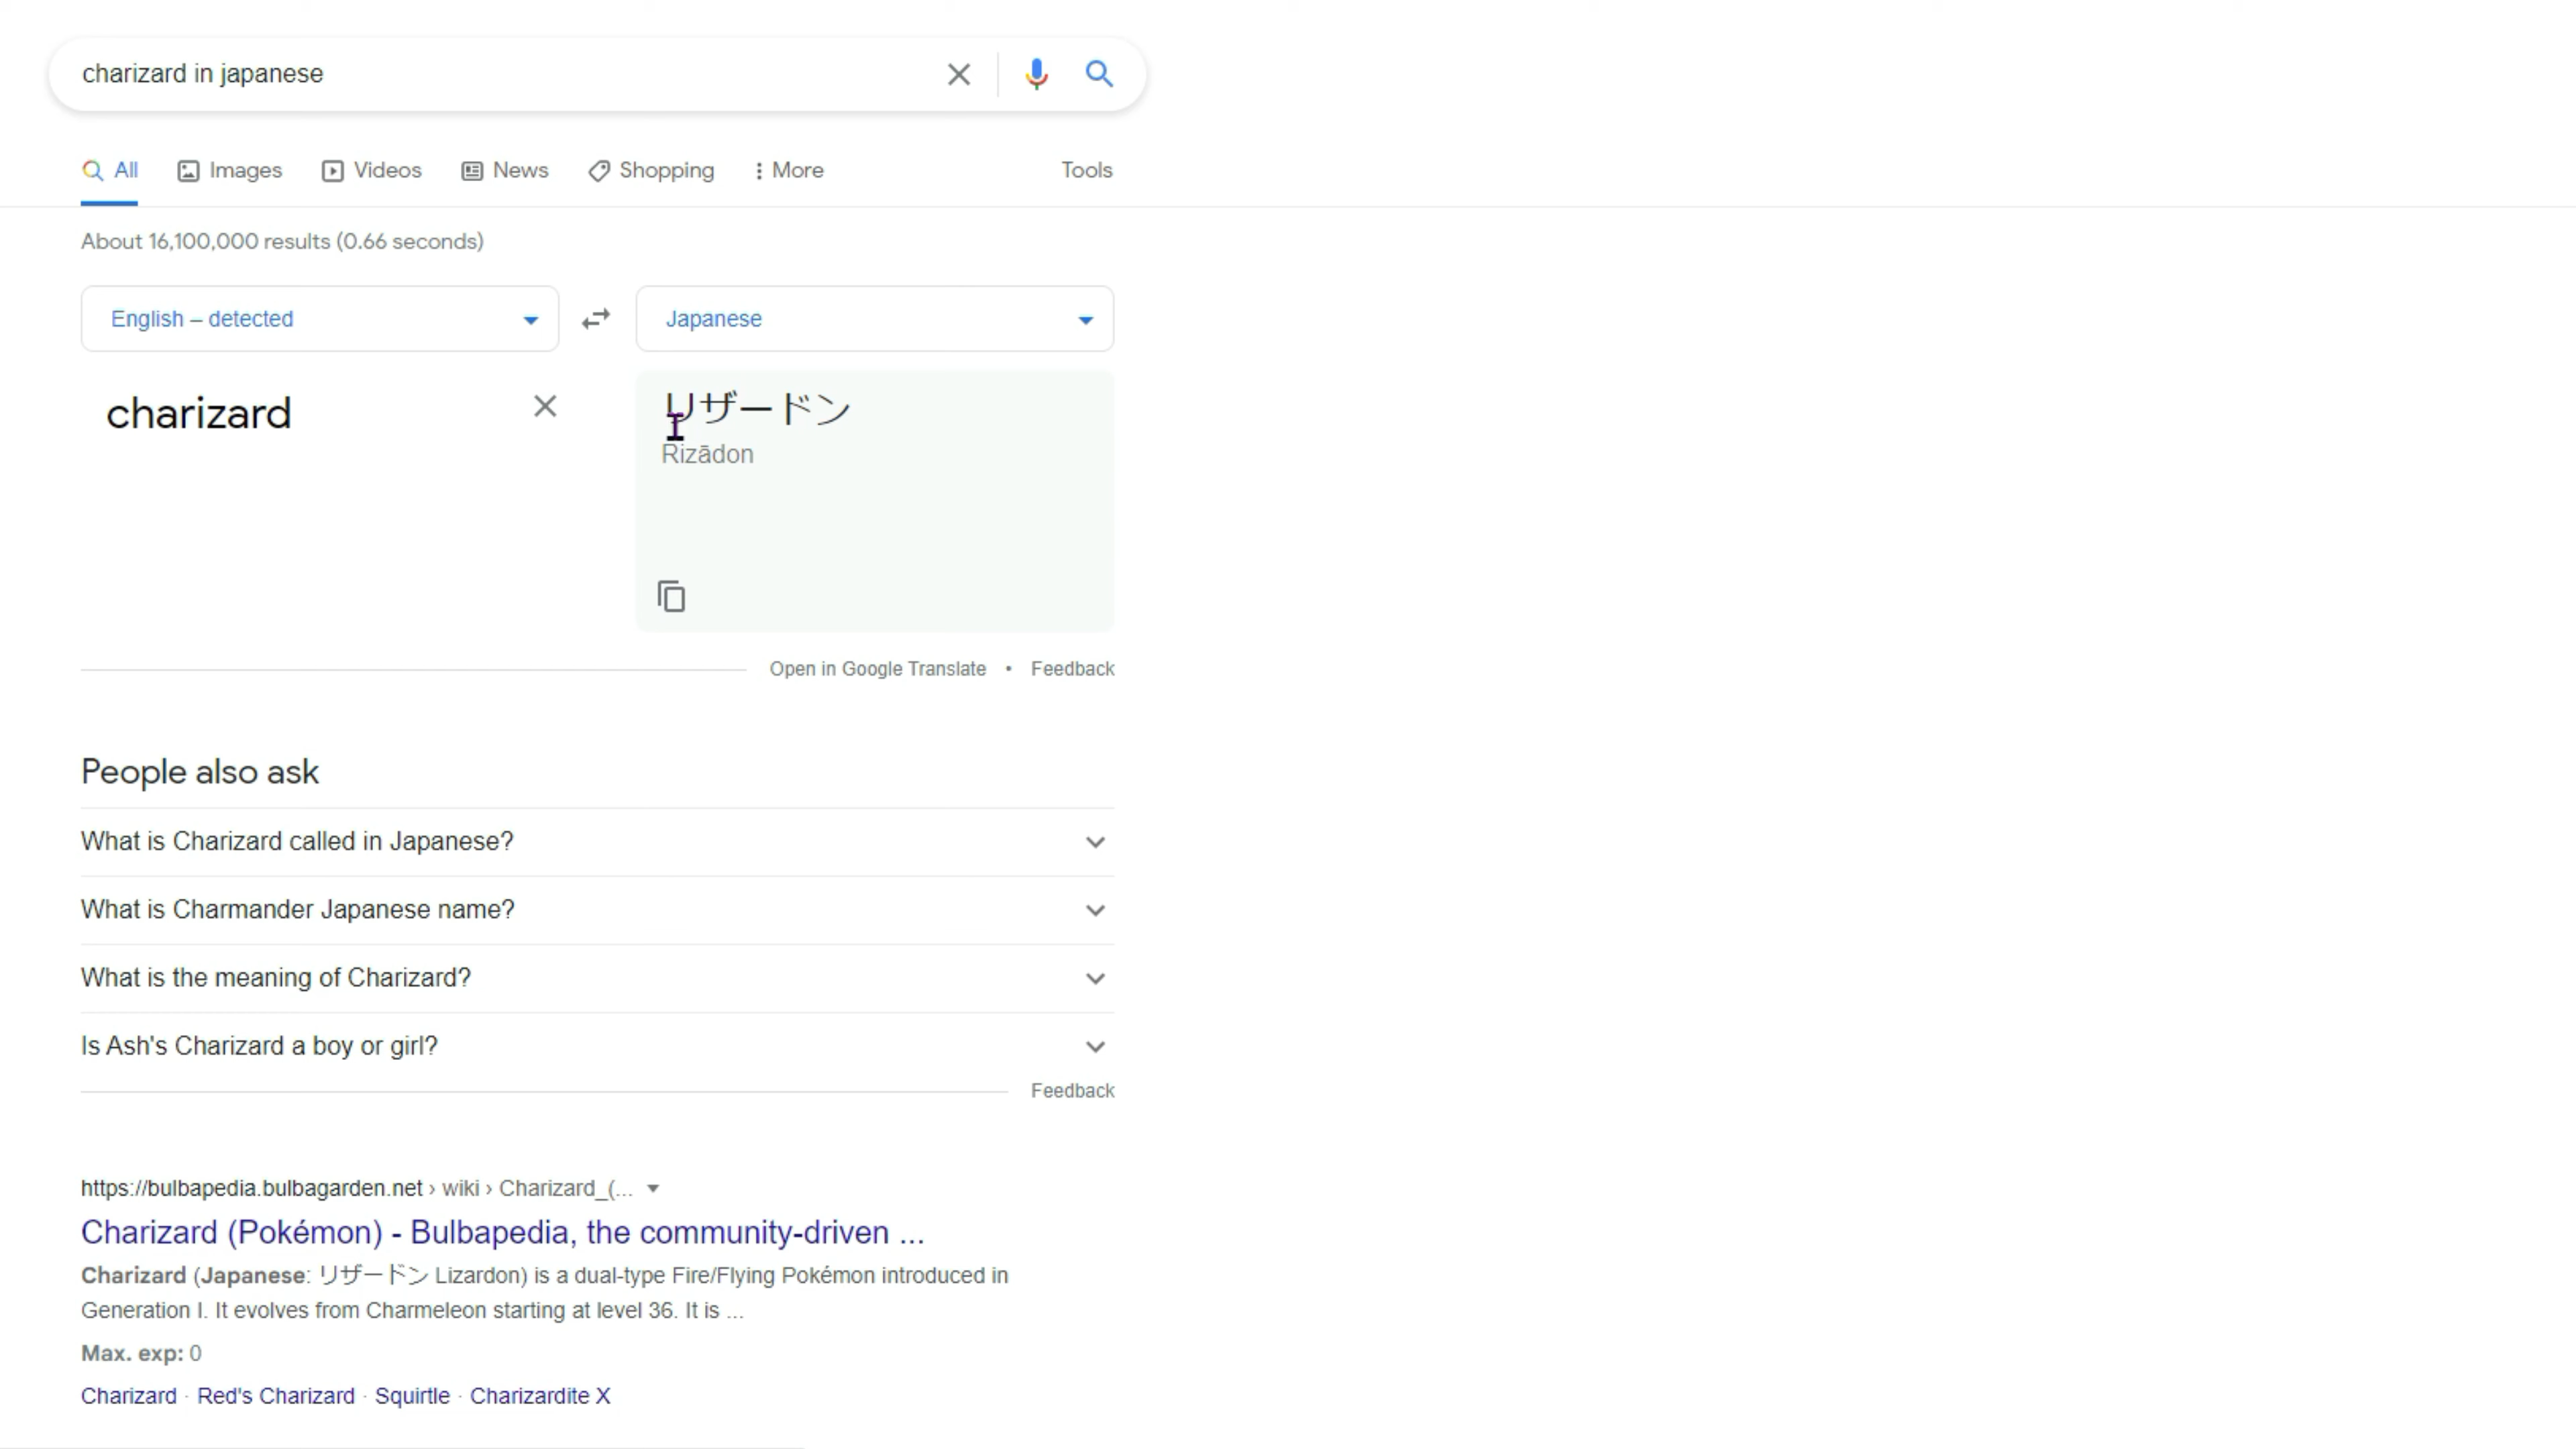 charizard in japanese
All Images Videos News Shopping More Tools
About 16,100,000 results (0.66 seconds)
English – detected Japanese
charizard リザードン
Rizādon
Open in Google Translate • Feedback
People also ask
What is Charizard called in Japanese?
What is Charmander Japanese name?
What is the meaning of Charizard?
Is Ash's Charizard a boy or girl?
Feedback
https://bulbapedia.bulbagarden.net › wiki › Charizard_(...
Charizard (Pokémon) - Bulbapedia, the community-driven ...
Charizard (Japanese: リザードン Lizardon) is a dual-type Fire/Flying Pokémon introduced in
Generation I. It evolves from Charmeleon starting at level 36. It is ...
Max. exp: 0
Charizard · Red's Charizard · Squirtle · Charizardite X